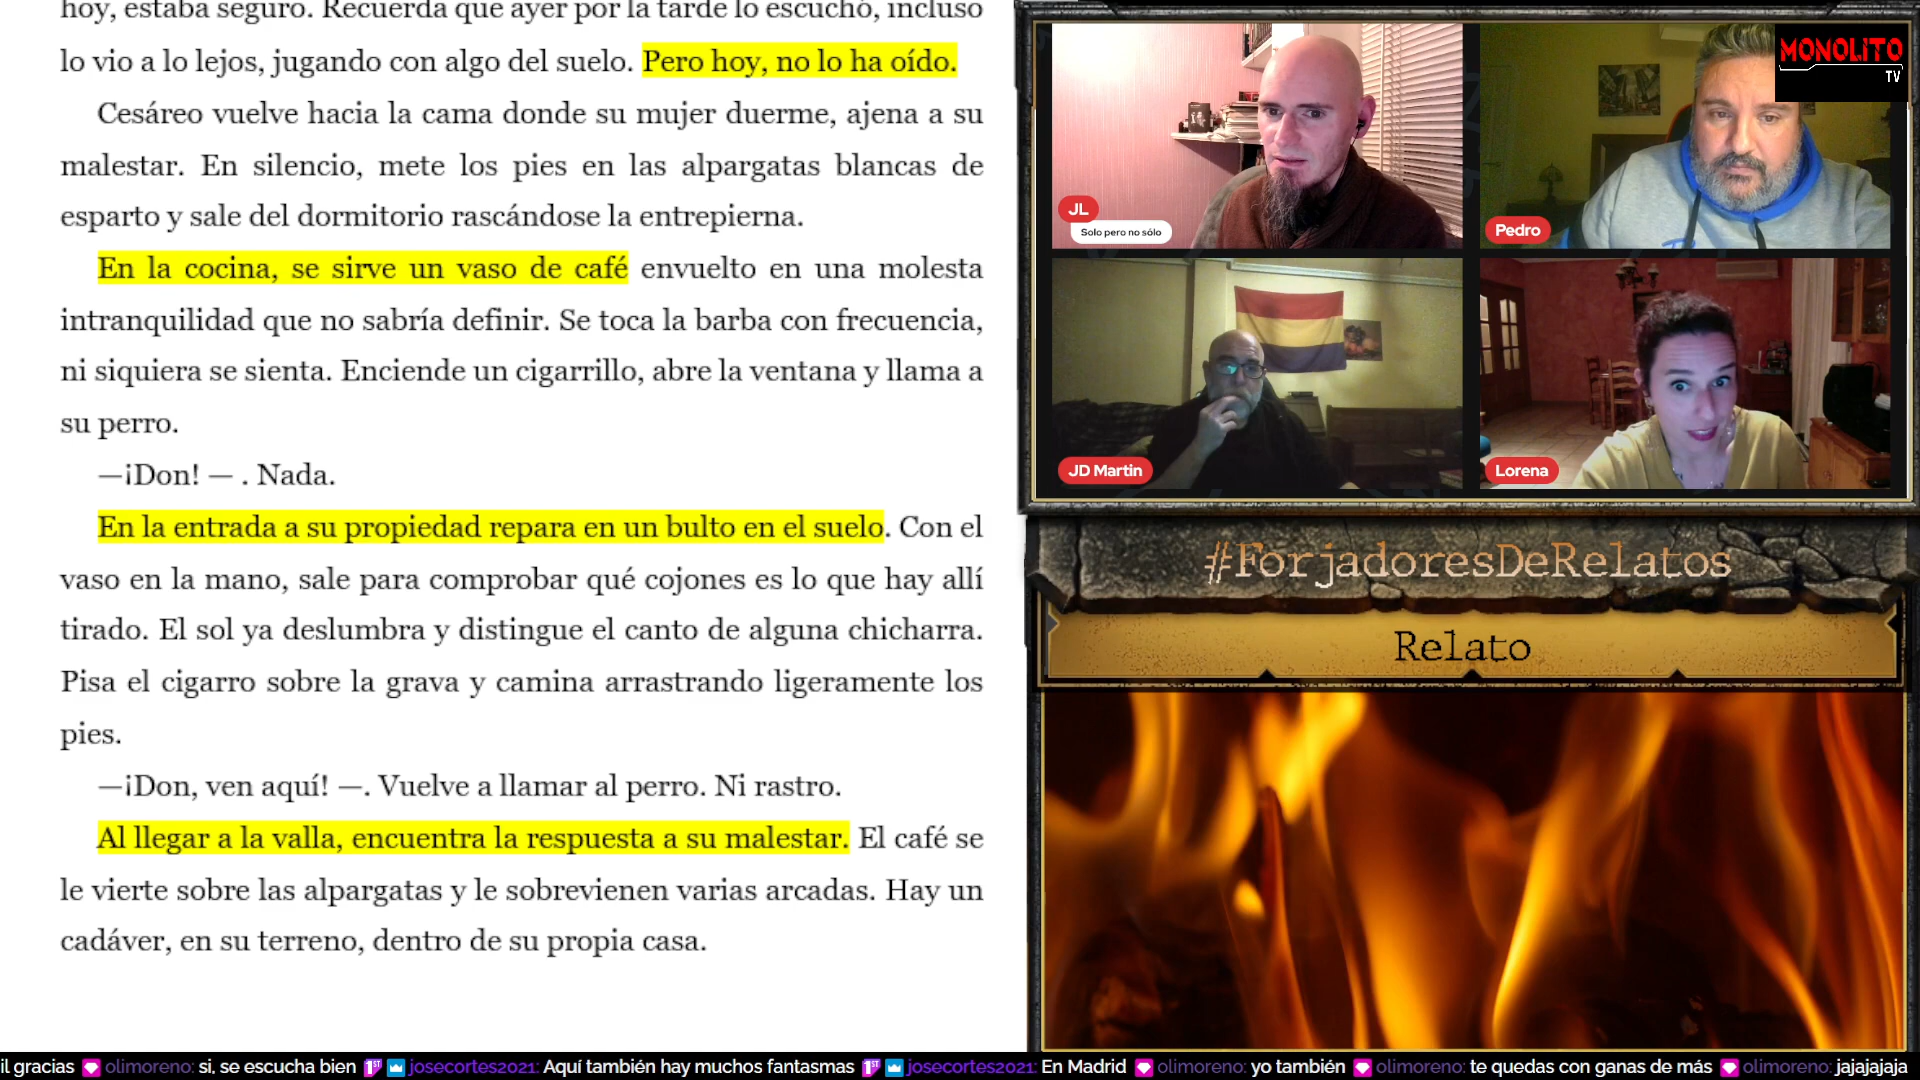 hoy, estaba seguro. Recuerda que ayer por la tarde lo escuchó, incluso
lo vio a lo lejos, jugando con algo del suelo. Pero hoy, no lo ha oído.
Cesáreo vuelve hacia la cama donde su mujer duerme, ajena a su
malestar. En silencio, mete los pies en las alpargatas blancas de
esparto y sale del dormitorio rascándose la entrepierna.
En la cocina, se sirve un vaso de café envuelto en una molesta
intranquilidad que no sabría definir. Se toca la barba con frecuencia,
ni siquiera se sienta. Enciende un cigarrillo, abre la ventana y llama a
su perro.
—¡Don! — . Nada.
En la entrada a su propiedad repara en un bulto en el suelo. Con el
vaso en la mano, sale para comprobar qué cojones es lo que hay allí
tirado. El sol ya deslumbra y distingue el canto de alguna chicharra.
Pisa el cigarro sobre la grava y camina arrastrando ligeramente los
pies.
—¡Don, ven aquí! —. Vuelve a llamar al perro. Ni rastro.
Al llegar a la valla, encuentra la respuesta a su malestar. El café se
le vierte sobre las alpargatas y le sobrevienen varias arcadas. Hay un
cadáver, en su terreno, dentro de su propia casa.
MONOLITO
TV
JL
Solo pero no sólo
Pedro
JD Martin
Lorena
#ForjadoresDeRelatos
Relato
il gracias olimoreno: si, se escucha bien 1ST josecortes2021: Aquí también hay muchos fantasmas 1ST josecortes2021: En Madrid olimoreno: yo también olimoreno: te quedas con ganas de más olimoreno: jajajajaja